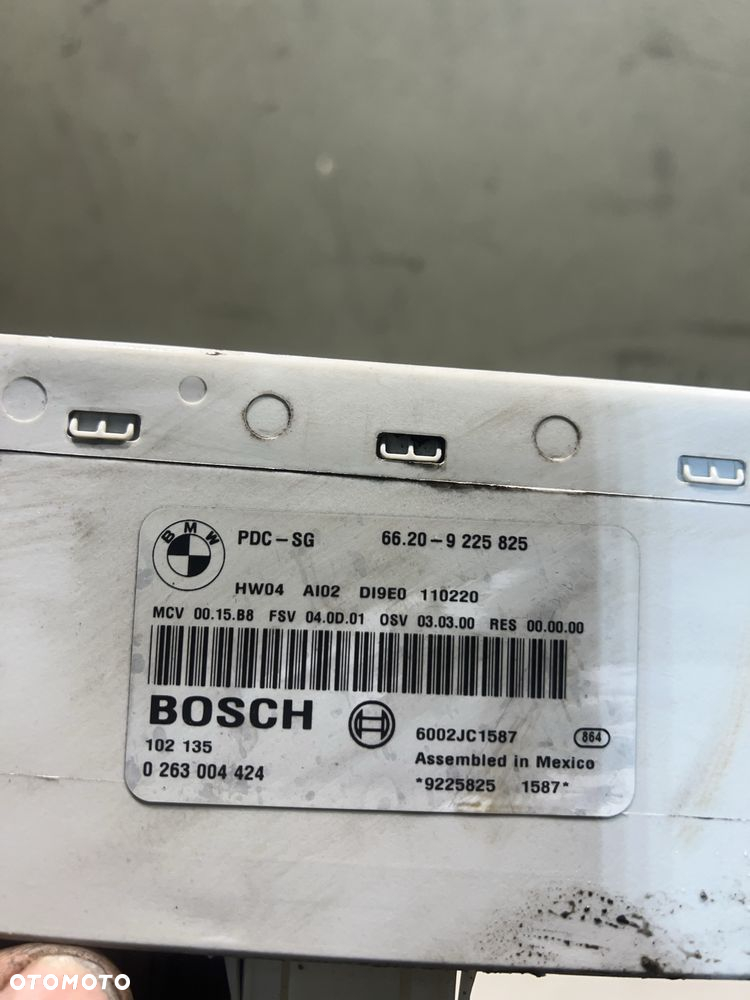 BMW
PDC-SG 66.20-9 225 825
HW04 AI02 DI9E0 110220
MCV 00.15.B8 FSV 04.0D.01 OSV 03.03.00 RES 00.00.00
BOSCH
6002JC1587 864
102 135
Assembled in Mexico
0 263 004 424
*9225825 1587*
OTOMOTO